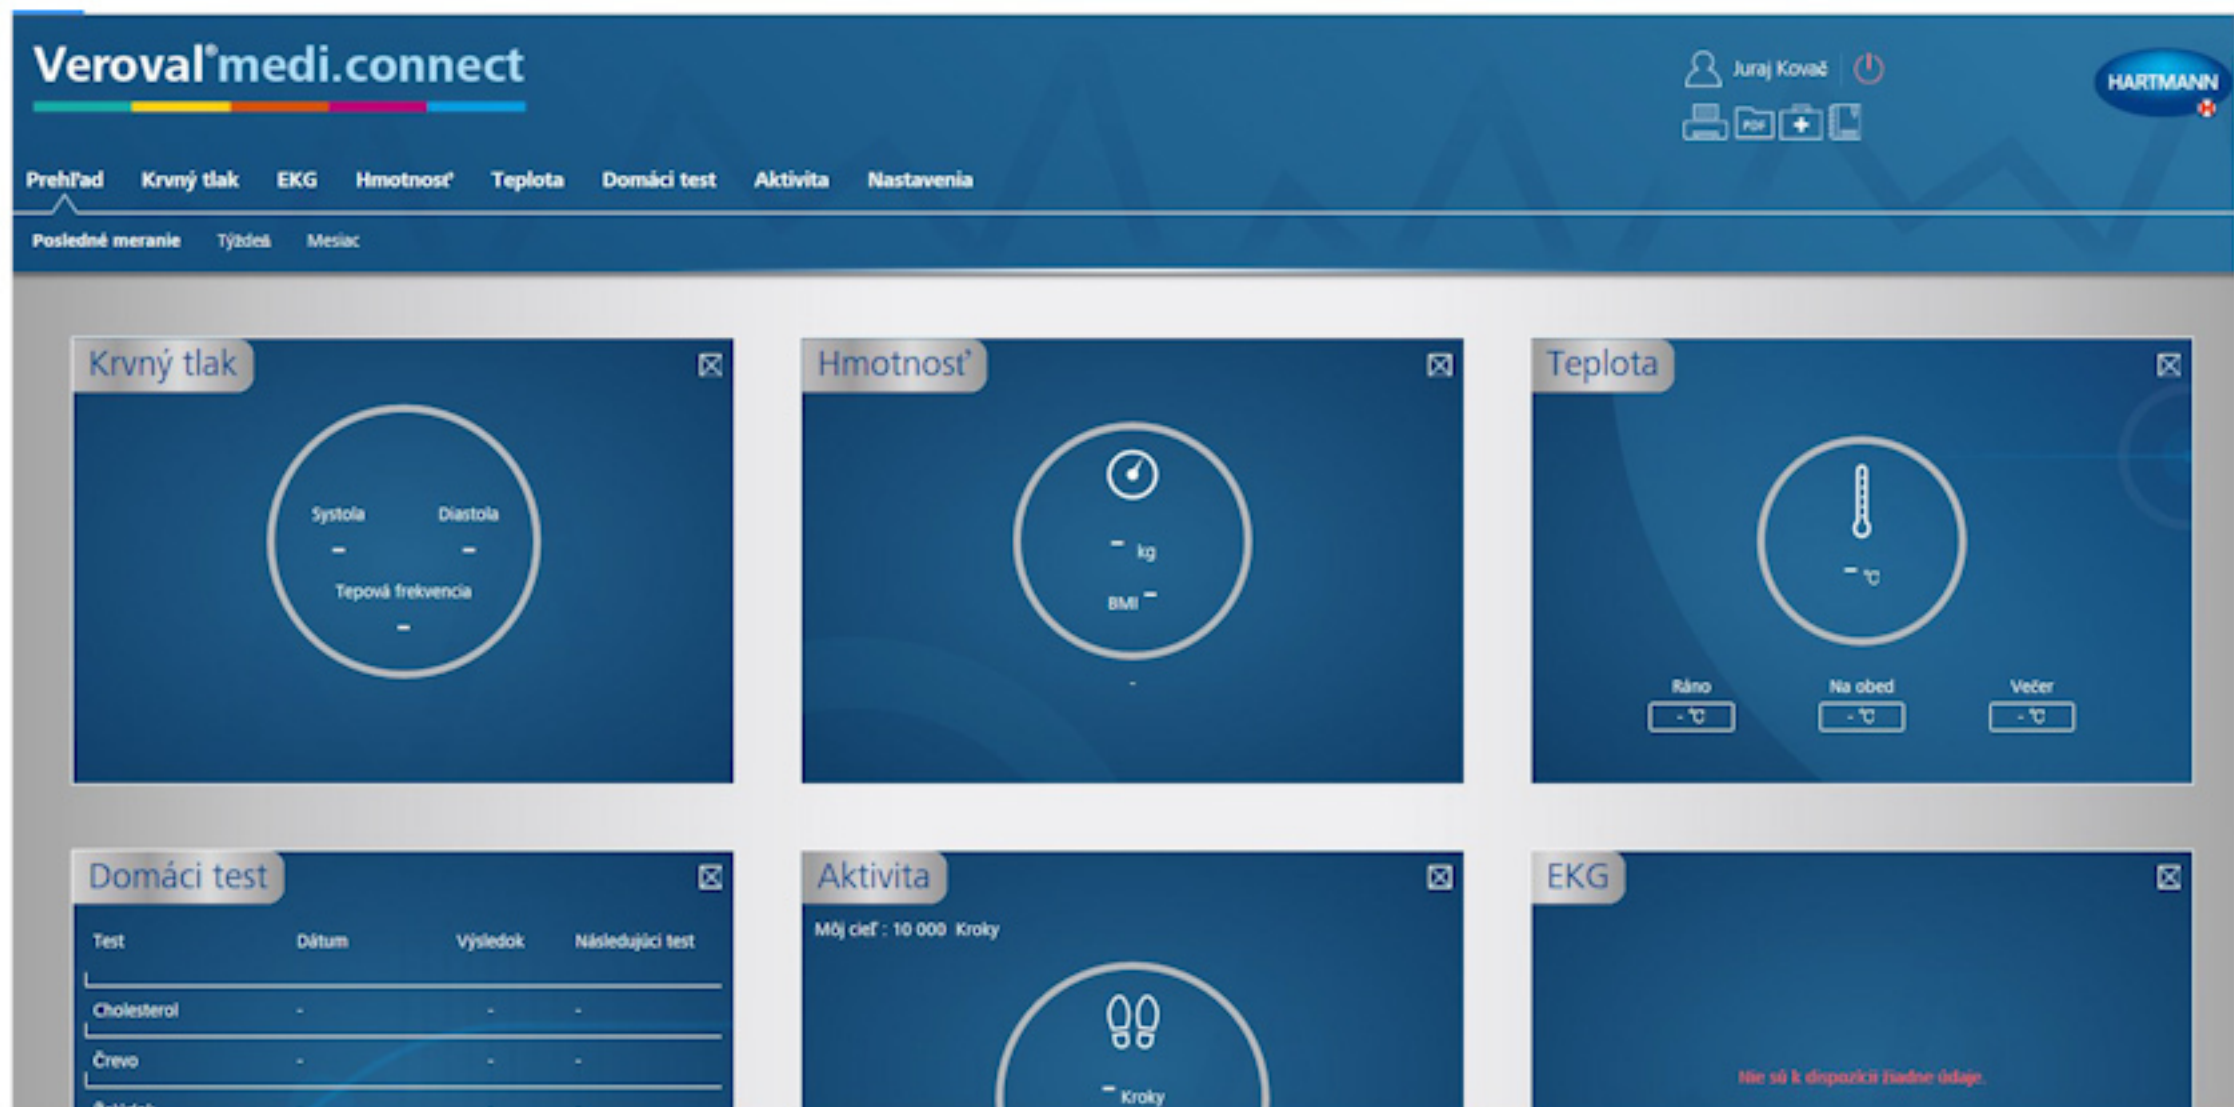 Veroval® medi.connect
Juraj Kovač
HARTMANN
PDF
Prehľad Krvný tlak EKG Hmotnosť Teplota Domáci test Aktivita Nastavenia
Posledné meranie Týždeň Mesiac
Krvný tlak
Systola Diastola
- -
Tepová frekvencia
-
Hmotnosť
- kg
BMI -
-
Teplota
- °C
Ráno Na obed Večer
- °C - °C - °C
Domáci test
Test Dátum Výsledok Následujúci test
Cholesterol - - -
Črevo - - -
Aktivita
Môj cieľ : 10 000 Kroky
- Kroky
EKG
Nie sú k dispozícii žiadne údaje.